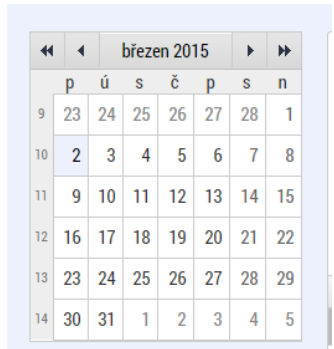 březen 2015
p ú s č p s n
9 23 24 25 26 27 28 1
10 2 3 4 5 6 7 8
11 9 10 11 12 13 14 15
12 16 17 18 19 20 21 22
13 23 24 25 26 27 28 29
14 30 31 1 2 3 4 5